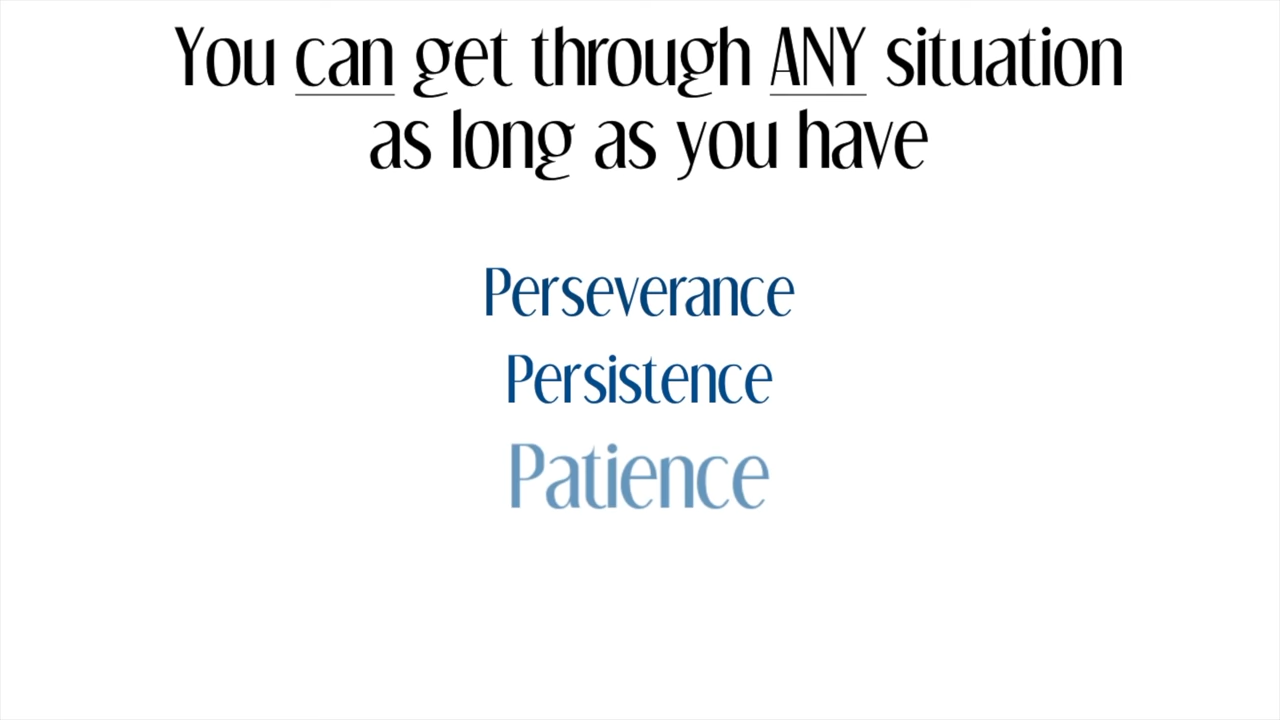 You can get through ANY situation
as long as you have
Perseverance
Persistence
Patience